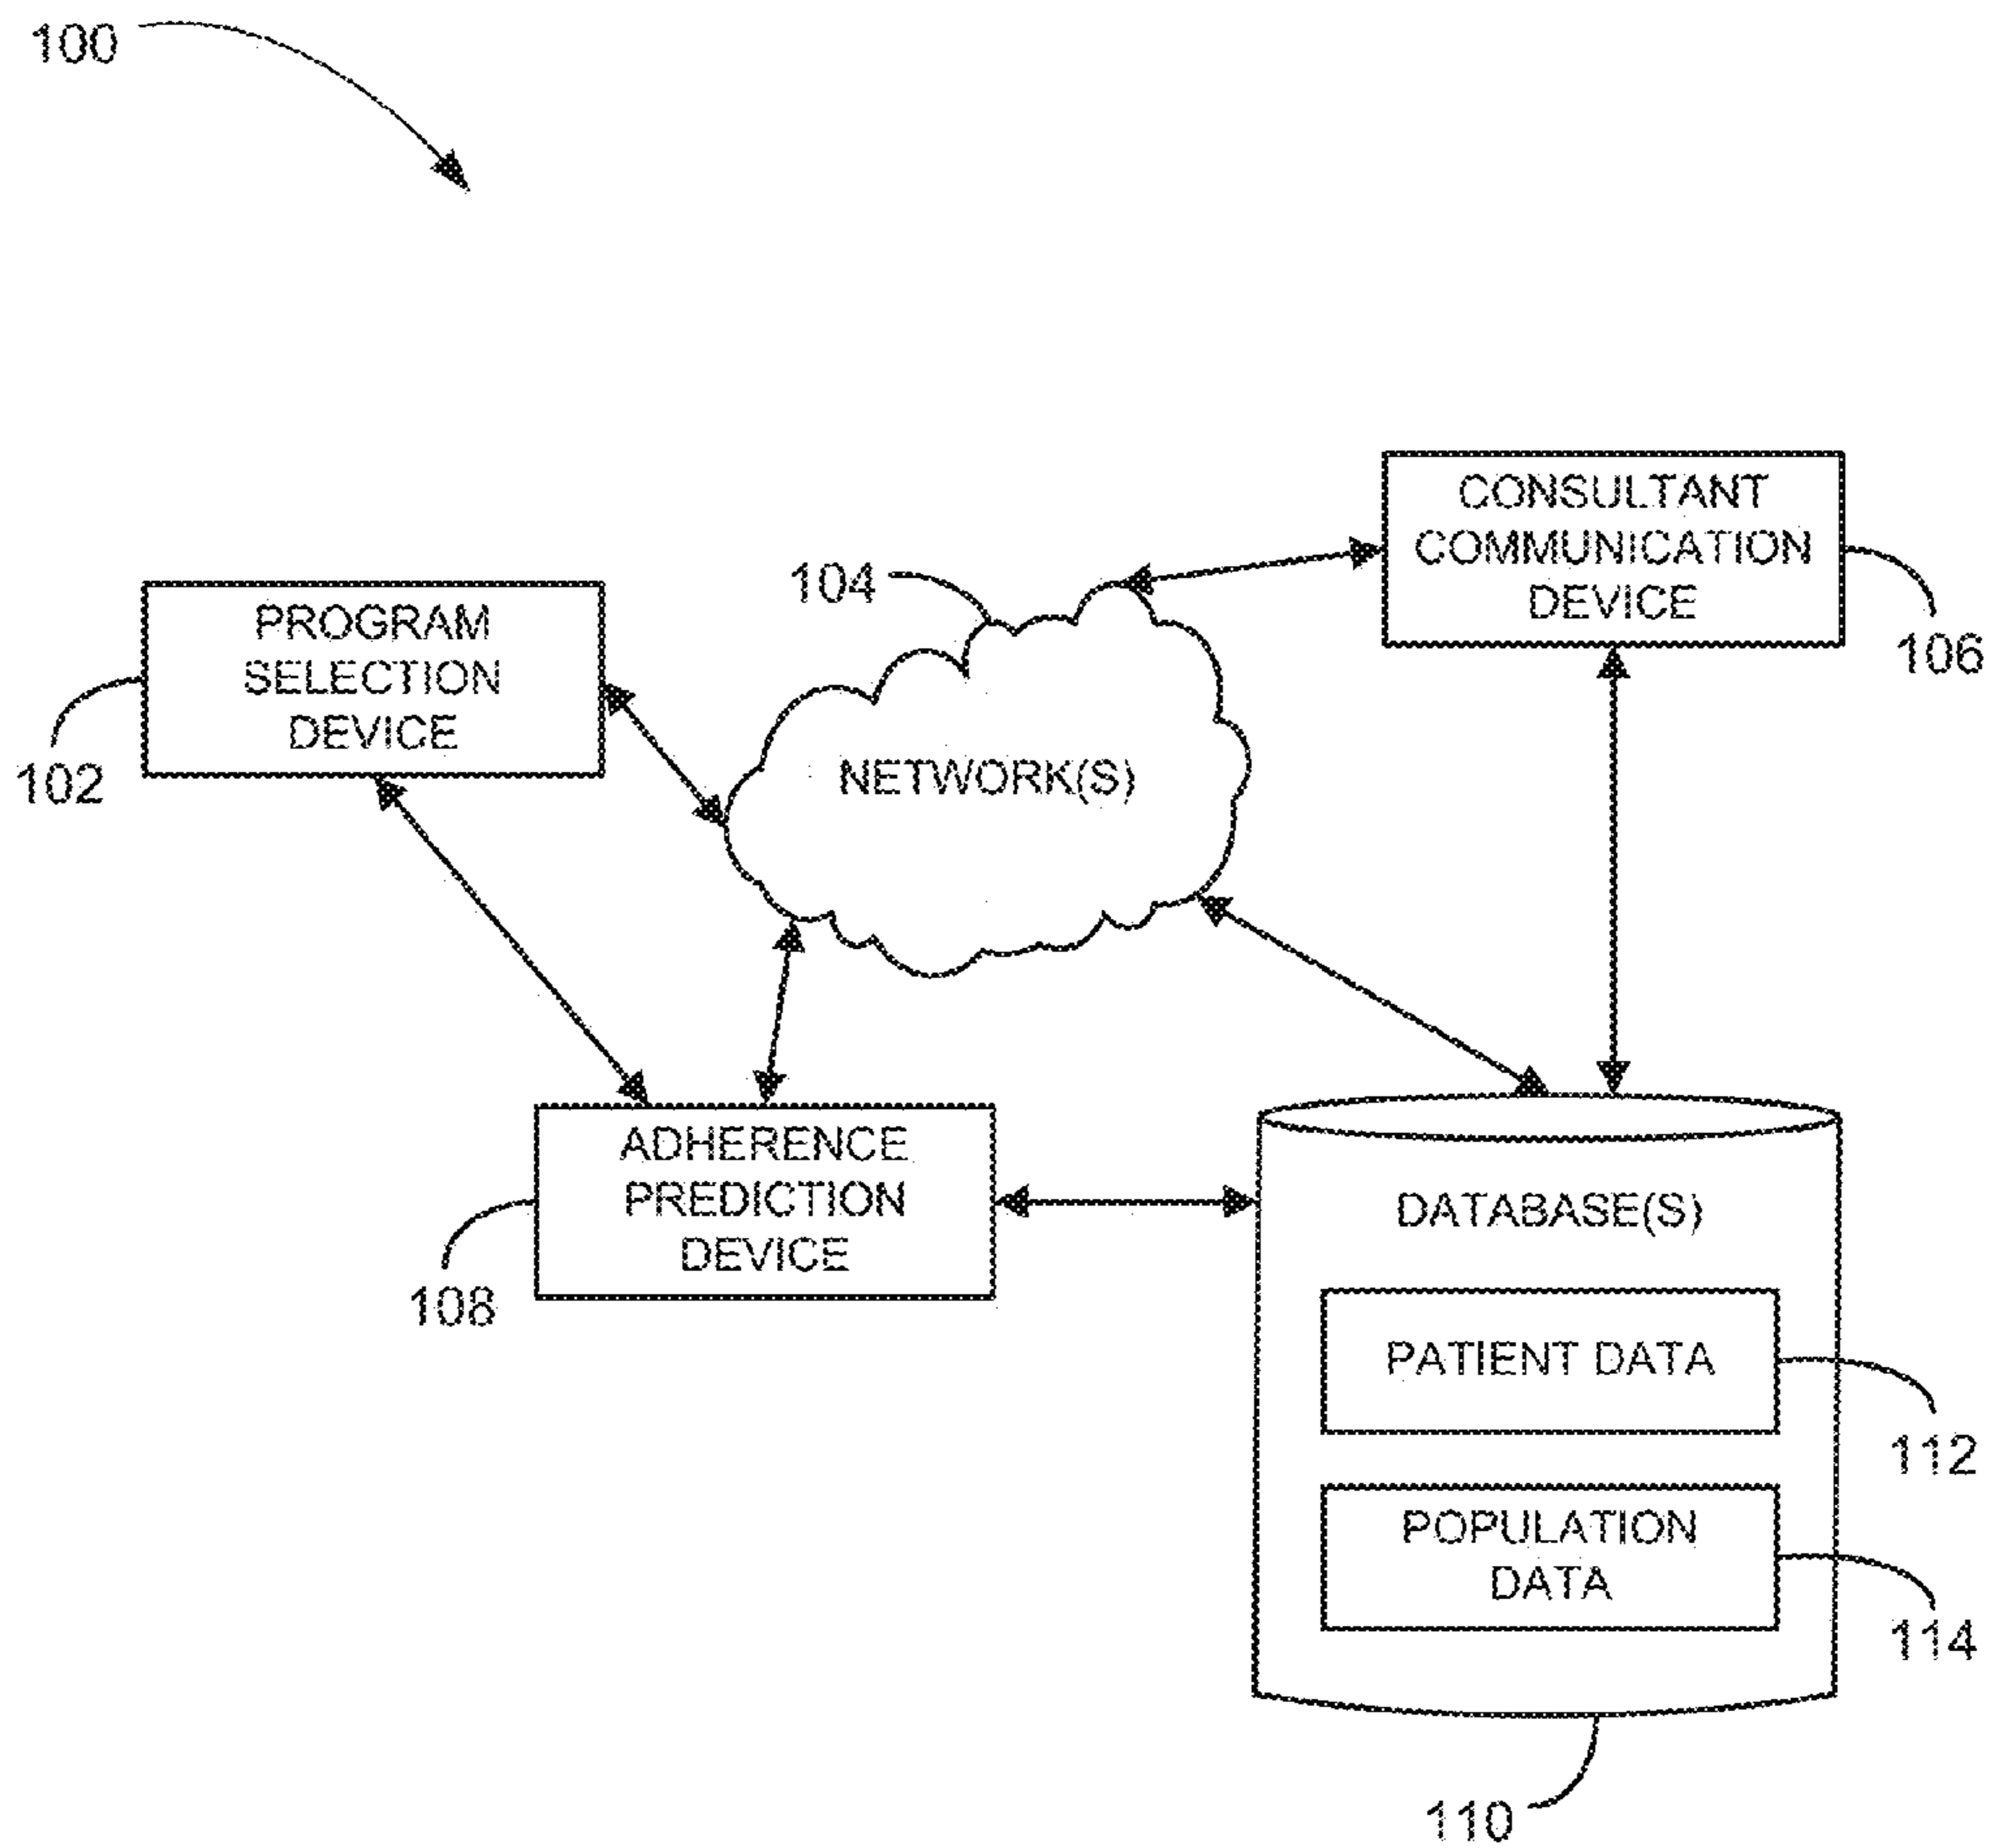 100
104
CONSULTANT
COMMUNICATION
DEVICE
106
PROGRAM
SELECTION
DEVICE
102
NETWORK(S)
ADHERENCE
PREDICTION
DEVICE
108
DATABASE(S)
PATIENT DATA
112
POPULATION
DATA
114
110